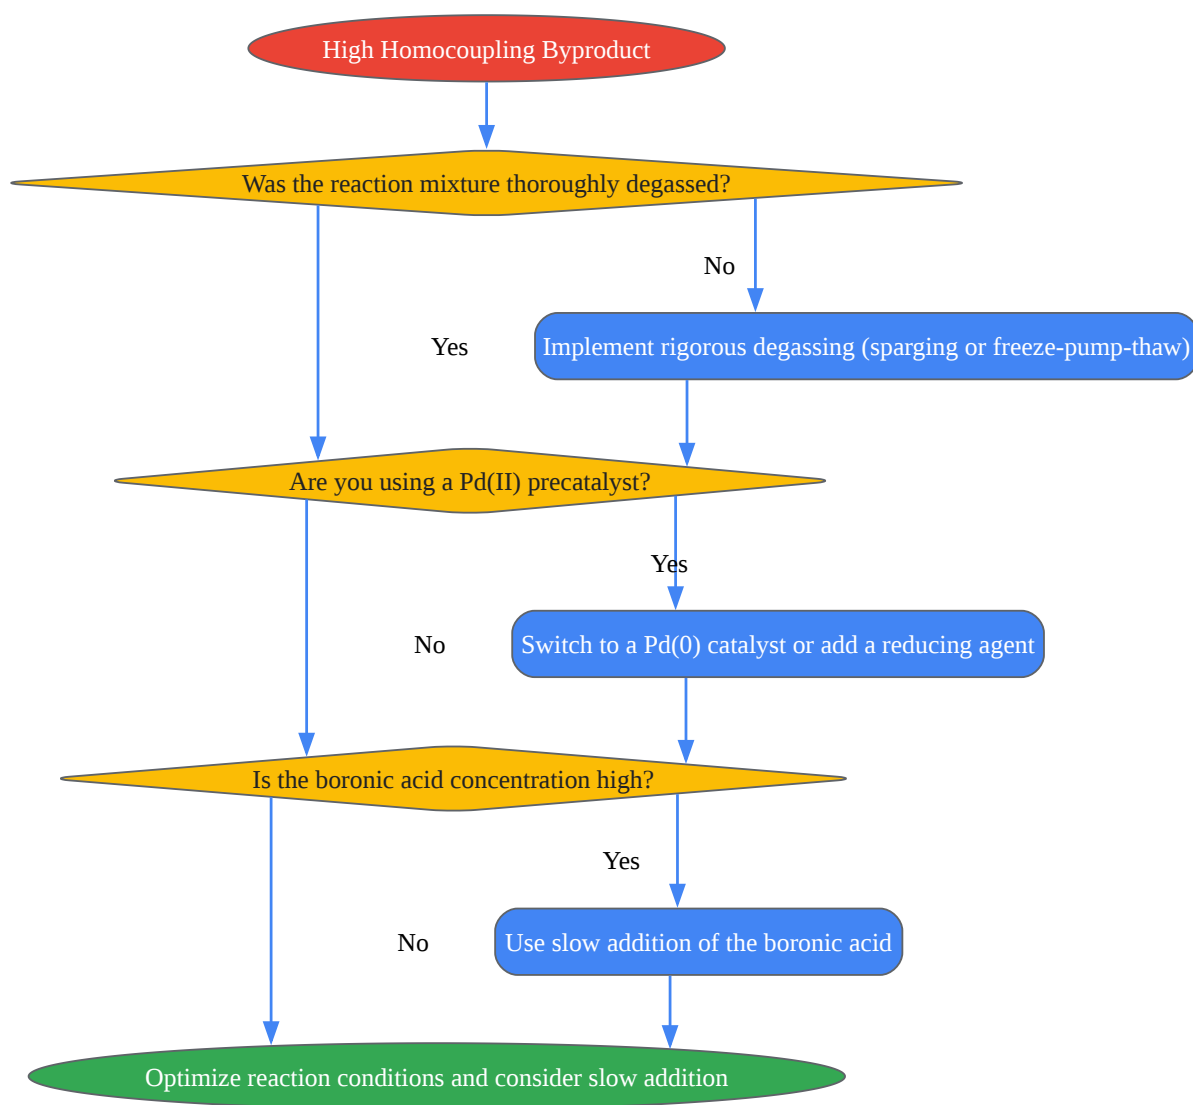 High Homocoupling Byproduct
Was the reaction mixture thoroughly degassed?
No
Yes
Implement rigorous degassing (sparging or freeze-pump-thaw)
Are you using a Pd(II) precatalyst?
Yes
No
Switch to a Pd(0) catalyst or add a reducing agent
Is the boronic acid concentration high?
Yes
No
Use slow addition of the boronic acid
Optimize reaction conditions and consider slow addition